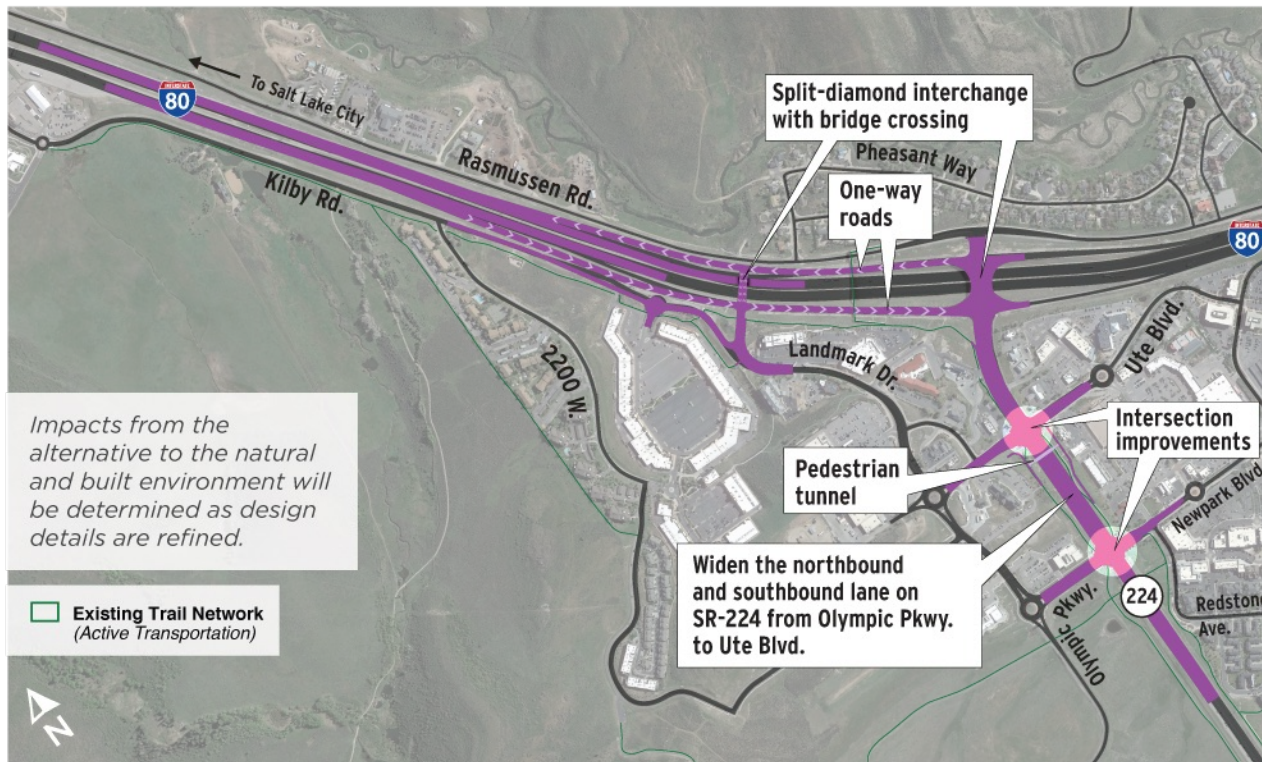 To Salt Lake City
INTERSTATE
80
Rasmussen Rd.
Kilby Rd.
Split-diamond interchange
with bridge crossing
Pheasant Way
One-way
roads
INTERSTATE
80
Ute Blvd.
Landmark Dr.
2200 W.
Intersection
improvements
Impacts from the
alternative to the natural
and built environment will
be determined as design
details are refined.
Pedestrian
tunnel
Newpark Blvd
Widen the northbound
and southbound lane on
SR-224 from Olympic Pkwy.
to Ute Blvd.
Olympic Pkwy.
224
Redstone
Ave.
Existing Trail Network
(Active Transportation)
N